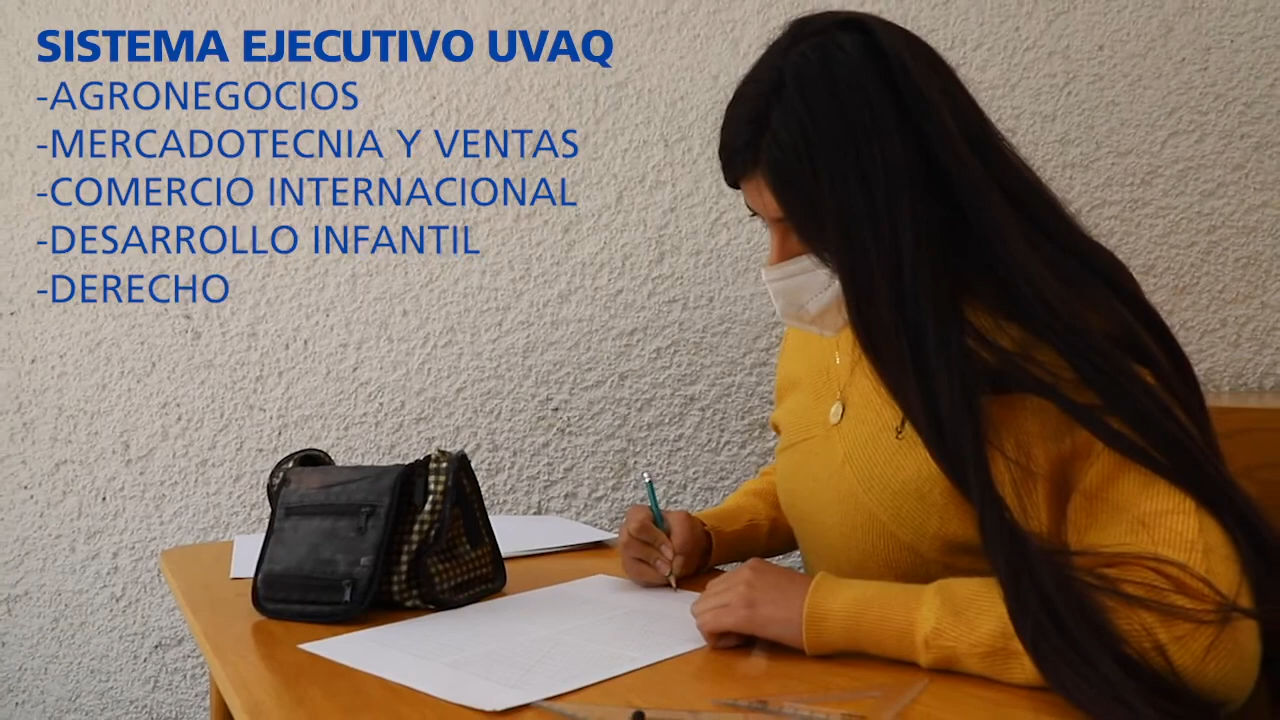 SISTEMA EJECUTIVO UVAQ
-AGRONEGOCIOS
-MERCADOTECNIA Y VENTAS
-COMERCIO INTERNACIONAL
-DESARROLLO INFANTIL
-DERECHO